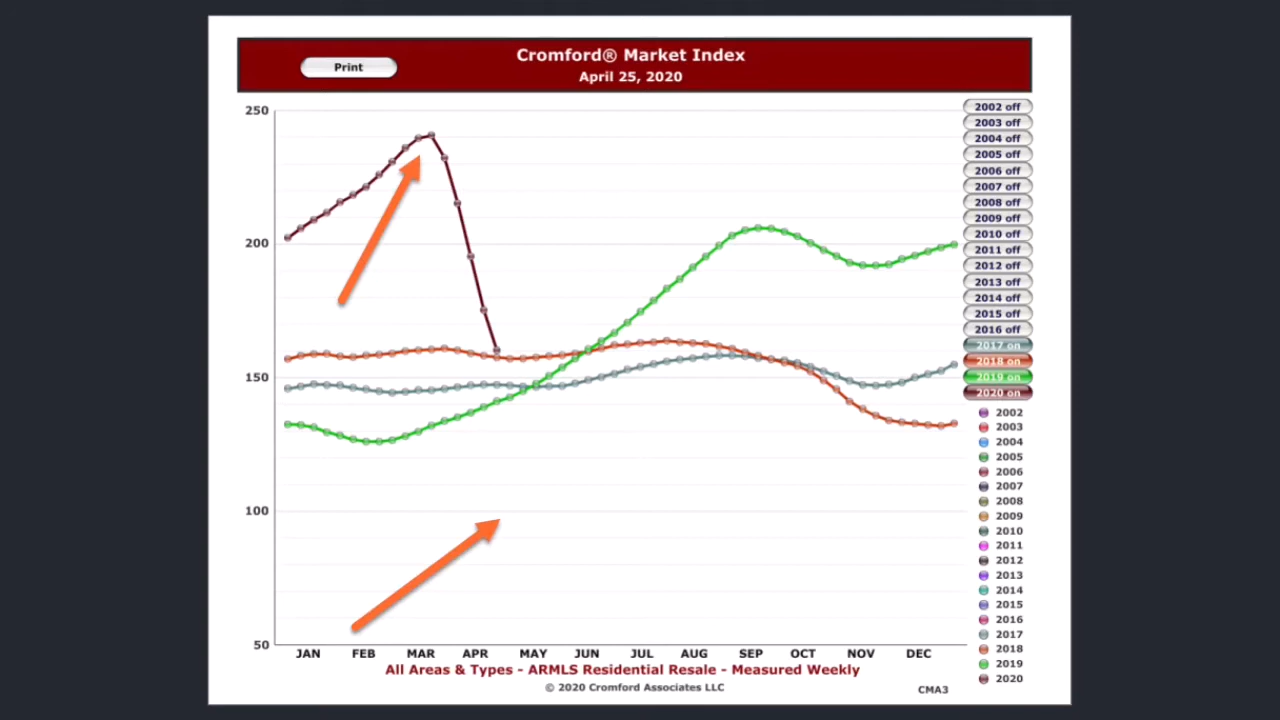 Print
Cromford® Market Index
April 25, 2020
250
200
150
100
50
JAN FEB MAR APR MAY JUN JUL AUG SEP OCT NOV DEC
All Areas & Types - ARMLS Residential Resale - Measured Weekly
© 2020 Cromford Associates LLC
CMA3
2002 off
2003 off
2004 off
2005 off
2006 off
2007 off
2008 off
2009 off
2010 off
2011 off
2012 off
2013 off
2014 off
2015 off
2016 off
2017 on
2018 on
2019 on
2020 on
2002
2003
2004
2005
2006
2007
2008
2009
2010
2011
2012
2013
2014
2015
2016
2017
2018
2019
2020